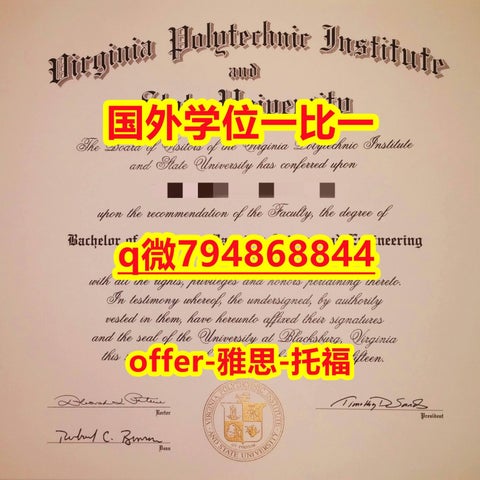 Virginia Polytechnic Institute
and
State University
国外学位一比一
The Board of Visitors of the Virginia Polytechnic Institute
and State University has conferred upon
upon the recommendation of the Faculty, the degree of
Bachelor of Engineering
q微794868844
with all the rights, privileges and honors pertaining thereto.
In testimony whereof, the undersigned, by authority
vested in them, have hereunto affixed their signatures
and the seal of the University at Blacksburg, Virginia
this fifteen.
offer-雅思-托福
Rector
President
Dean